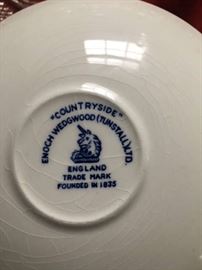 "COUNTRYSIDE"
ENOCH WEDGWOOD (TUNSTALL) LTD.
ENGLAND
TRADE MARK
FOUNDED IN 1835